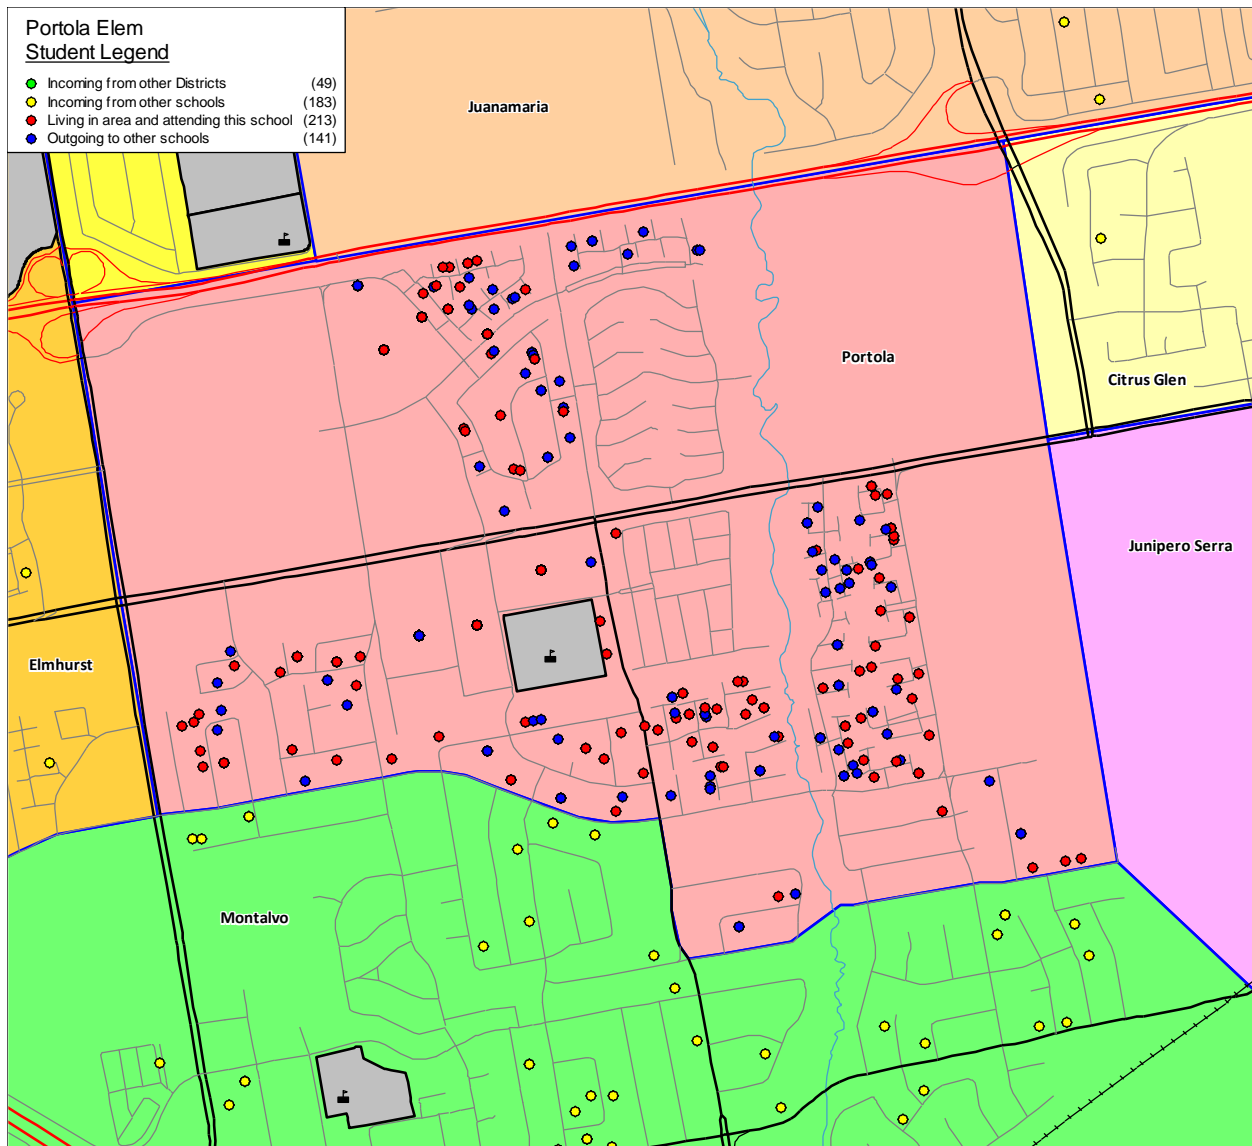 Portola Elem
Student Legend
Incoming from other Districts (49)
Incoming from other schools (183)
Living in area and attending this school (213)
Outgoing to other schools (141)
Juanamaria
Portola
Citrus Glen
Junipero Serra
Elmhurst
Montalvo